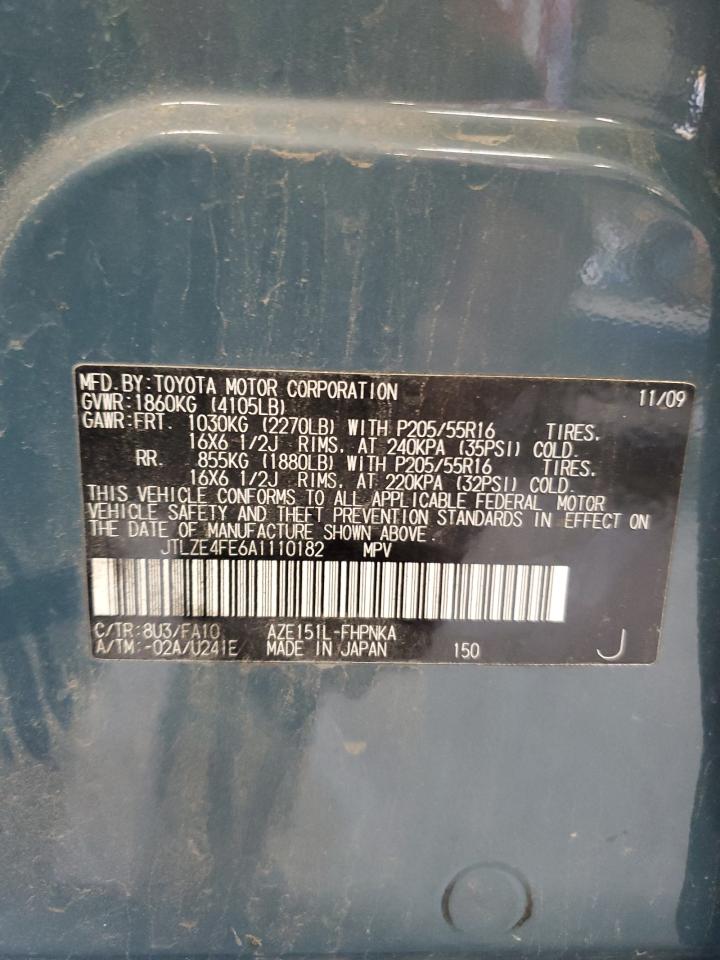 MFD.BY:TOYOTA MOTOR CORPORATION 11/09
GVWR:1860KG (4105LB)
GAWR:FRT. 1030KG (2270LB) WITH P205/55R16 TIRES,
16X6 1/2J RIMS, AT 240KPA (35PSI) COLD.
RR. 855KG (1880LB) WITH P205/55R16 TIRES,
16X6 1/2J RIMS, AT 220KPA (32PSI) COLD.
THIS VEHICLE CONFORMS TO ALL APPLICABLE FEDERAL MOTOR
VEHICLE SAFETY AND THEFT PREVENTION STANDARDS IN EFFECT ON
THE DATE OF MANUFACTURE SHOWN ABOVE.
JTLZE4FE6A1110182 MPV
C/TR:8U3/FA10 AZE151L-FHPNKA
A/TM:-02A/U241E MADE IN JAPAN 150 J